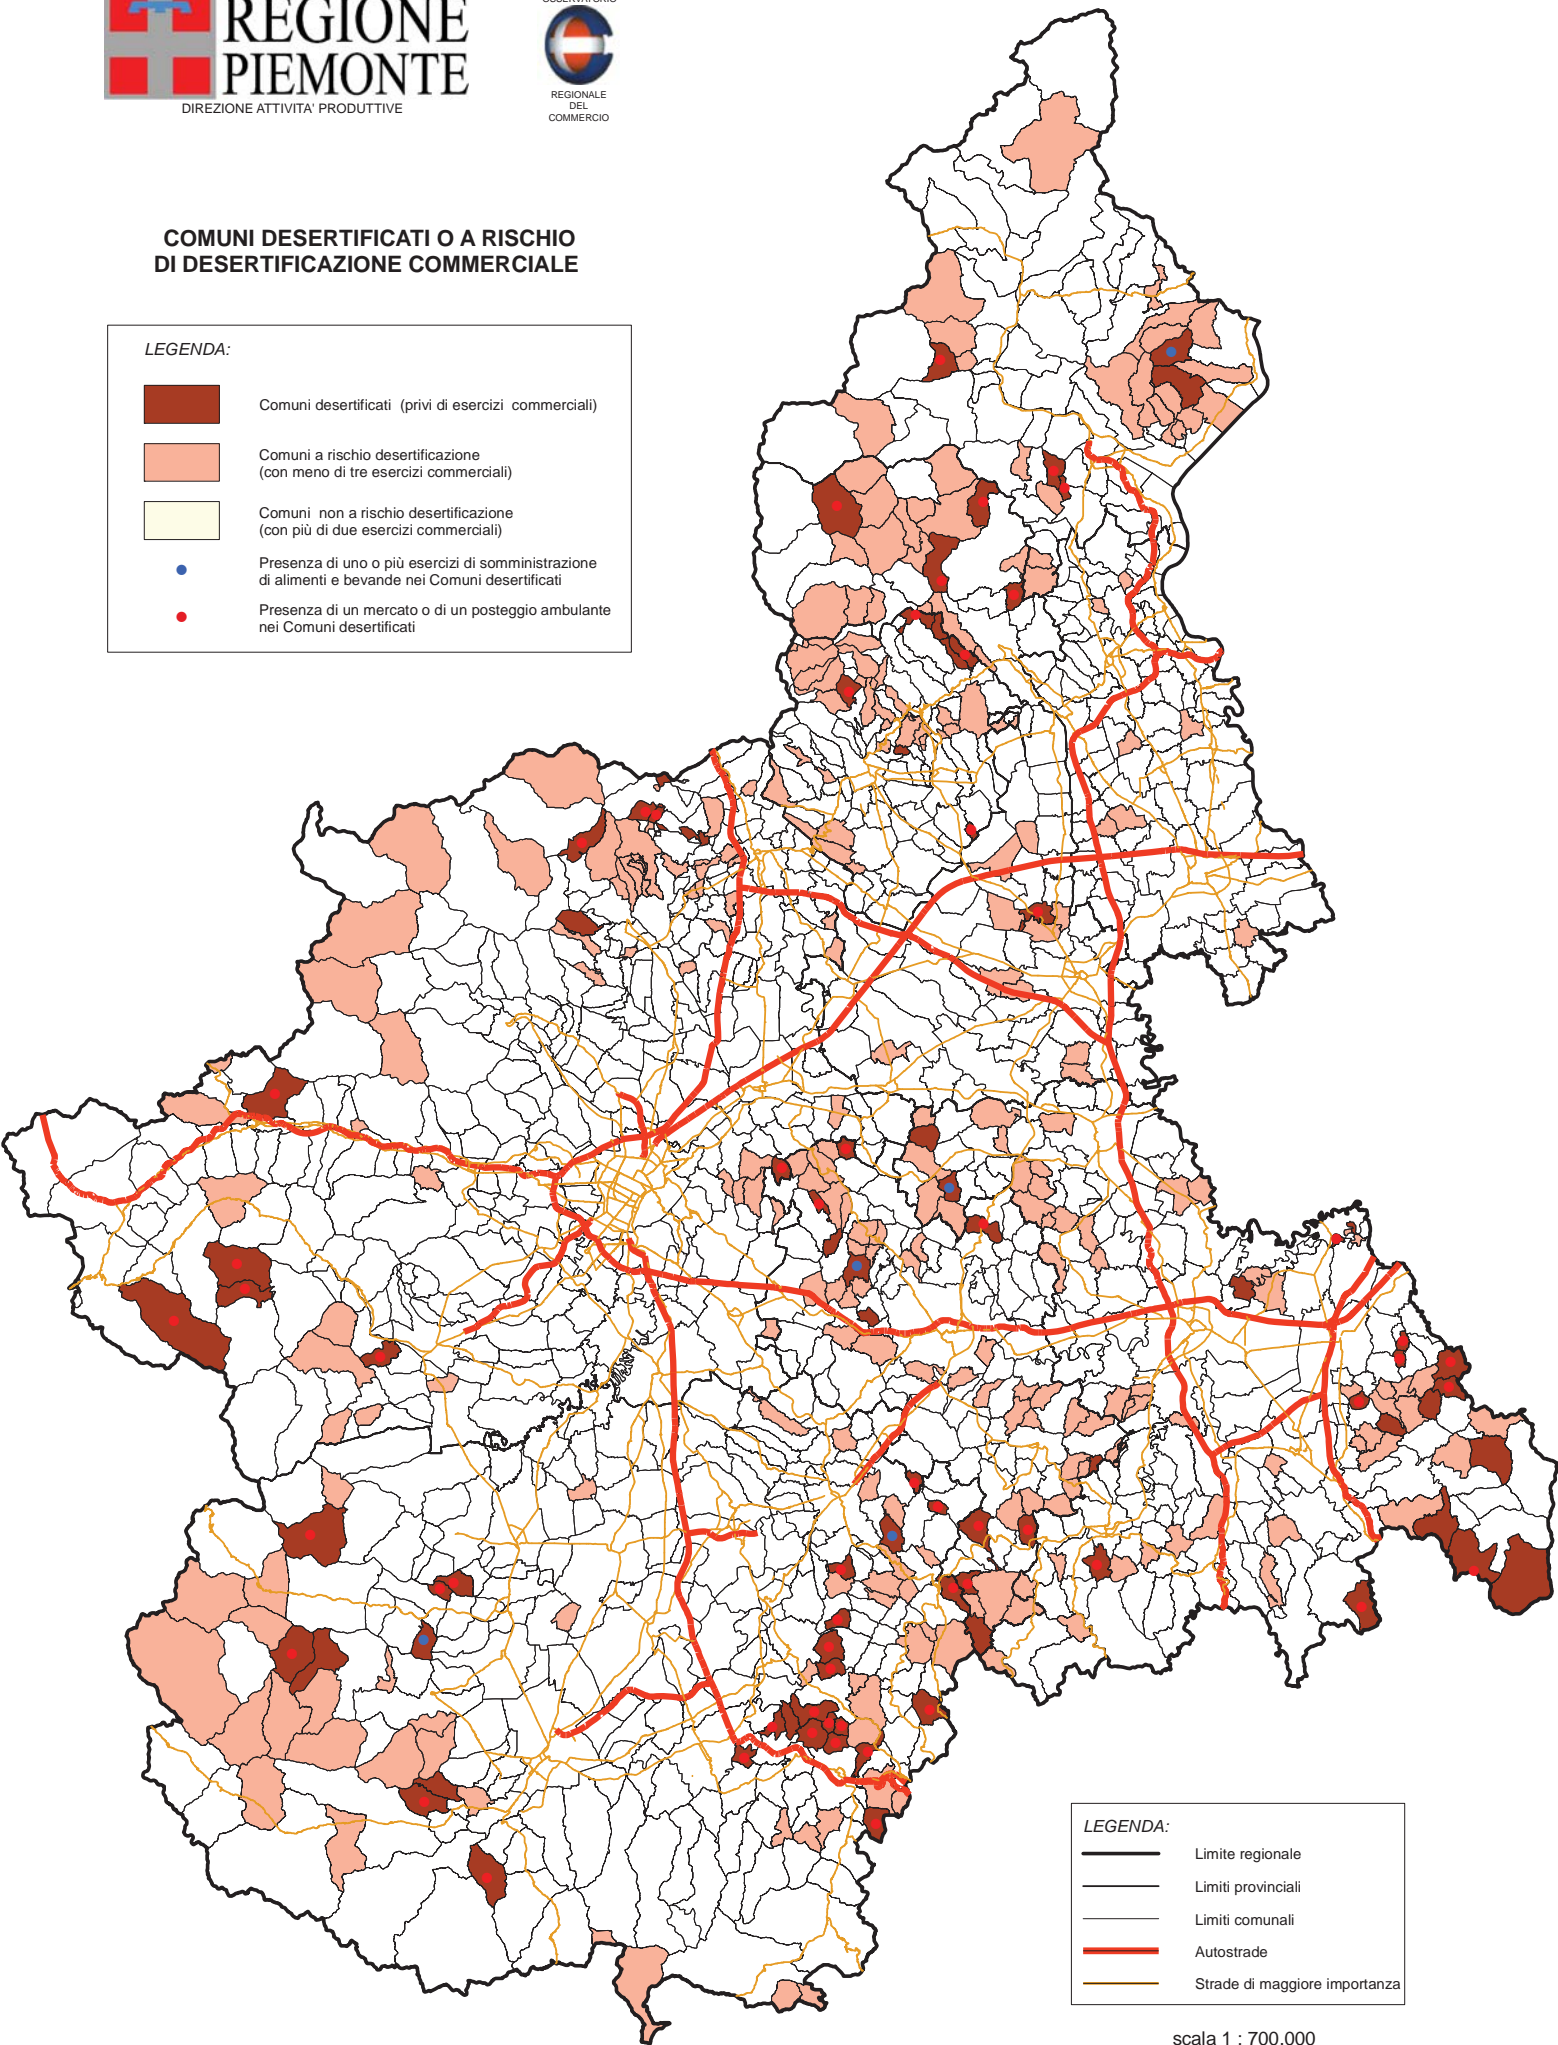 REGIONE
PIEMONTE
DIREZIONE ATTIVITA' PRODUTTIVE
OSSERVATORIO
REGIONALE
DEL
COMMERCIO
COMUNI DESERTIFICATI O A RISCHIO
DI DESERTIFICAZIONE COMMERCIALE
LEGENDA:
Comuni desertificati (privi di esercizi commerciali)
Comuni a rischio desertificazione
(con meno di tre esercizi commerciali)
Comuni non a rischio desertificazione
(con più di due esercizi commerciali)
Presenza di uno o più esercizi di somministrazione
di alimenti e bevande nei Comuni desertificati
Presenza di un mercato o di un posteggio ambulante
nei Comuni desertificati
LEGENDA:
Limite regionale
Limiti provinciali
Limiti comunali
Autostrade
Strade di maggiore importanza
scala 1 : 700.000